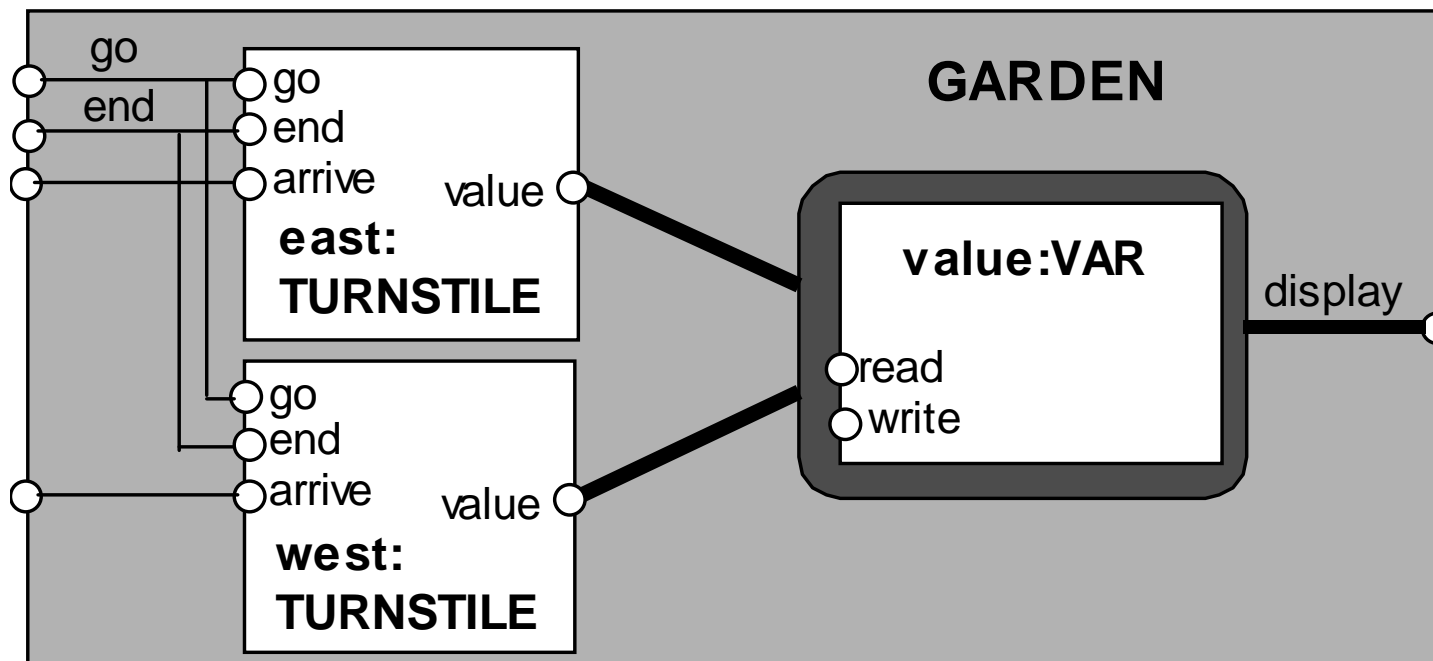 go
end
GARDEN
go
end
arrive
value
east:
TURNSTILE
value:VAR
read
write
display
go
end
arrive
value
west:
TURNSTILE